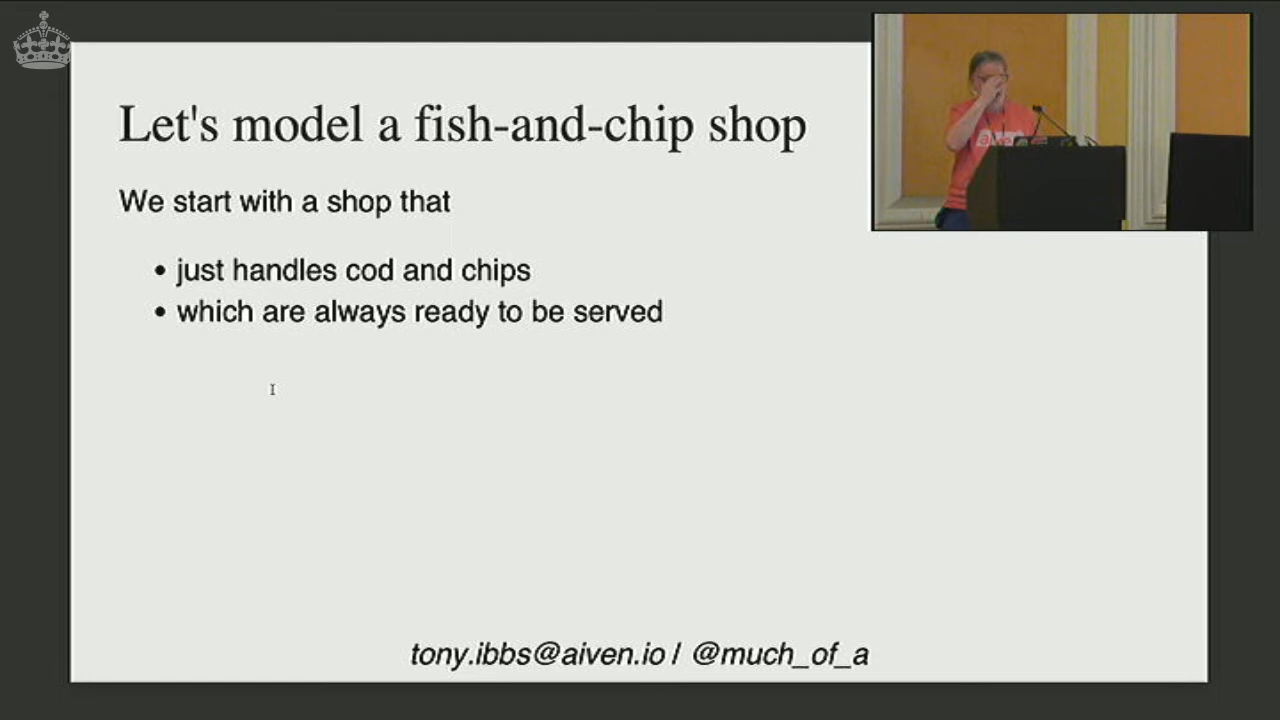 Let's model a fish-and-chip shop
We start with a shop that
• just handles cod and chips
• which are always ready to be served
tony.ibbs@aiven.io / @much_of_a